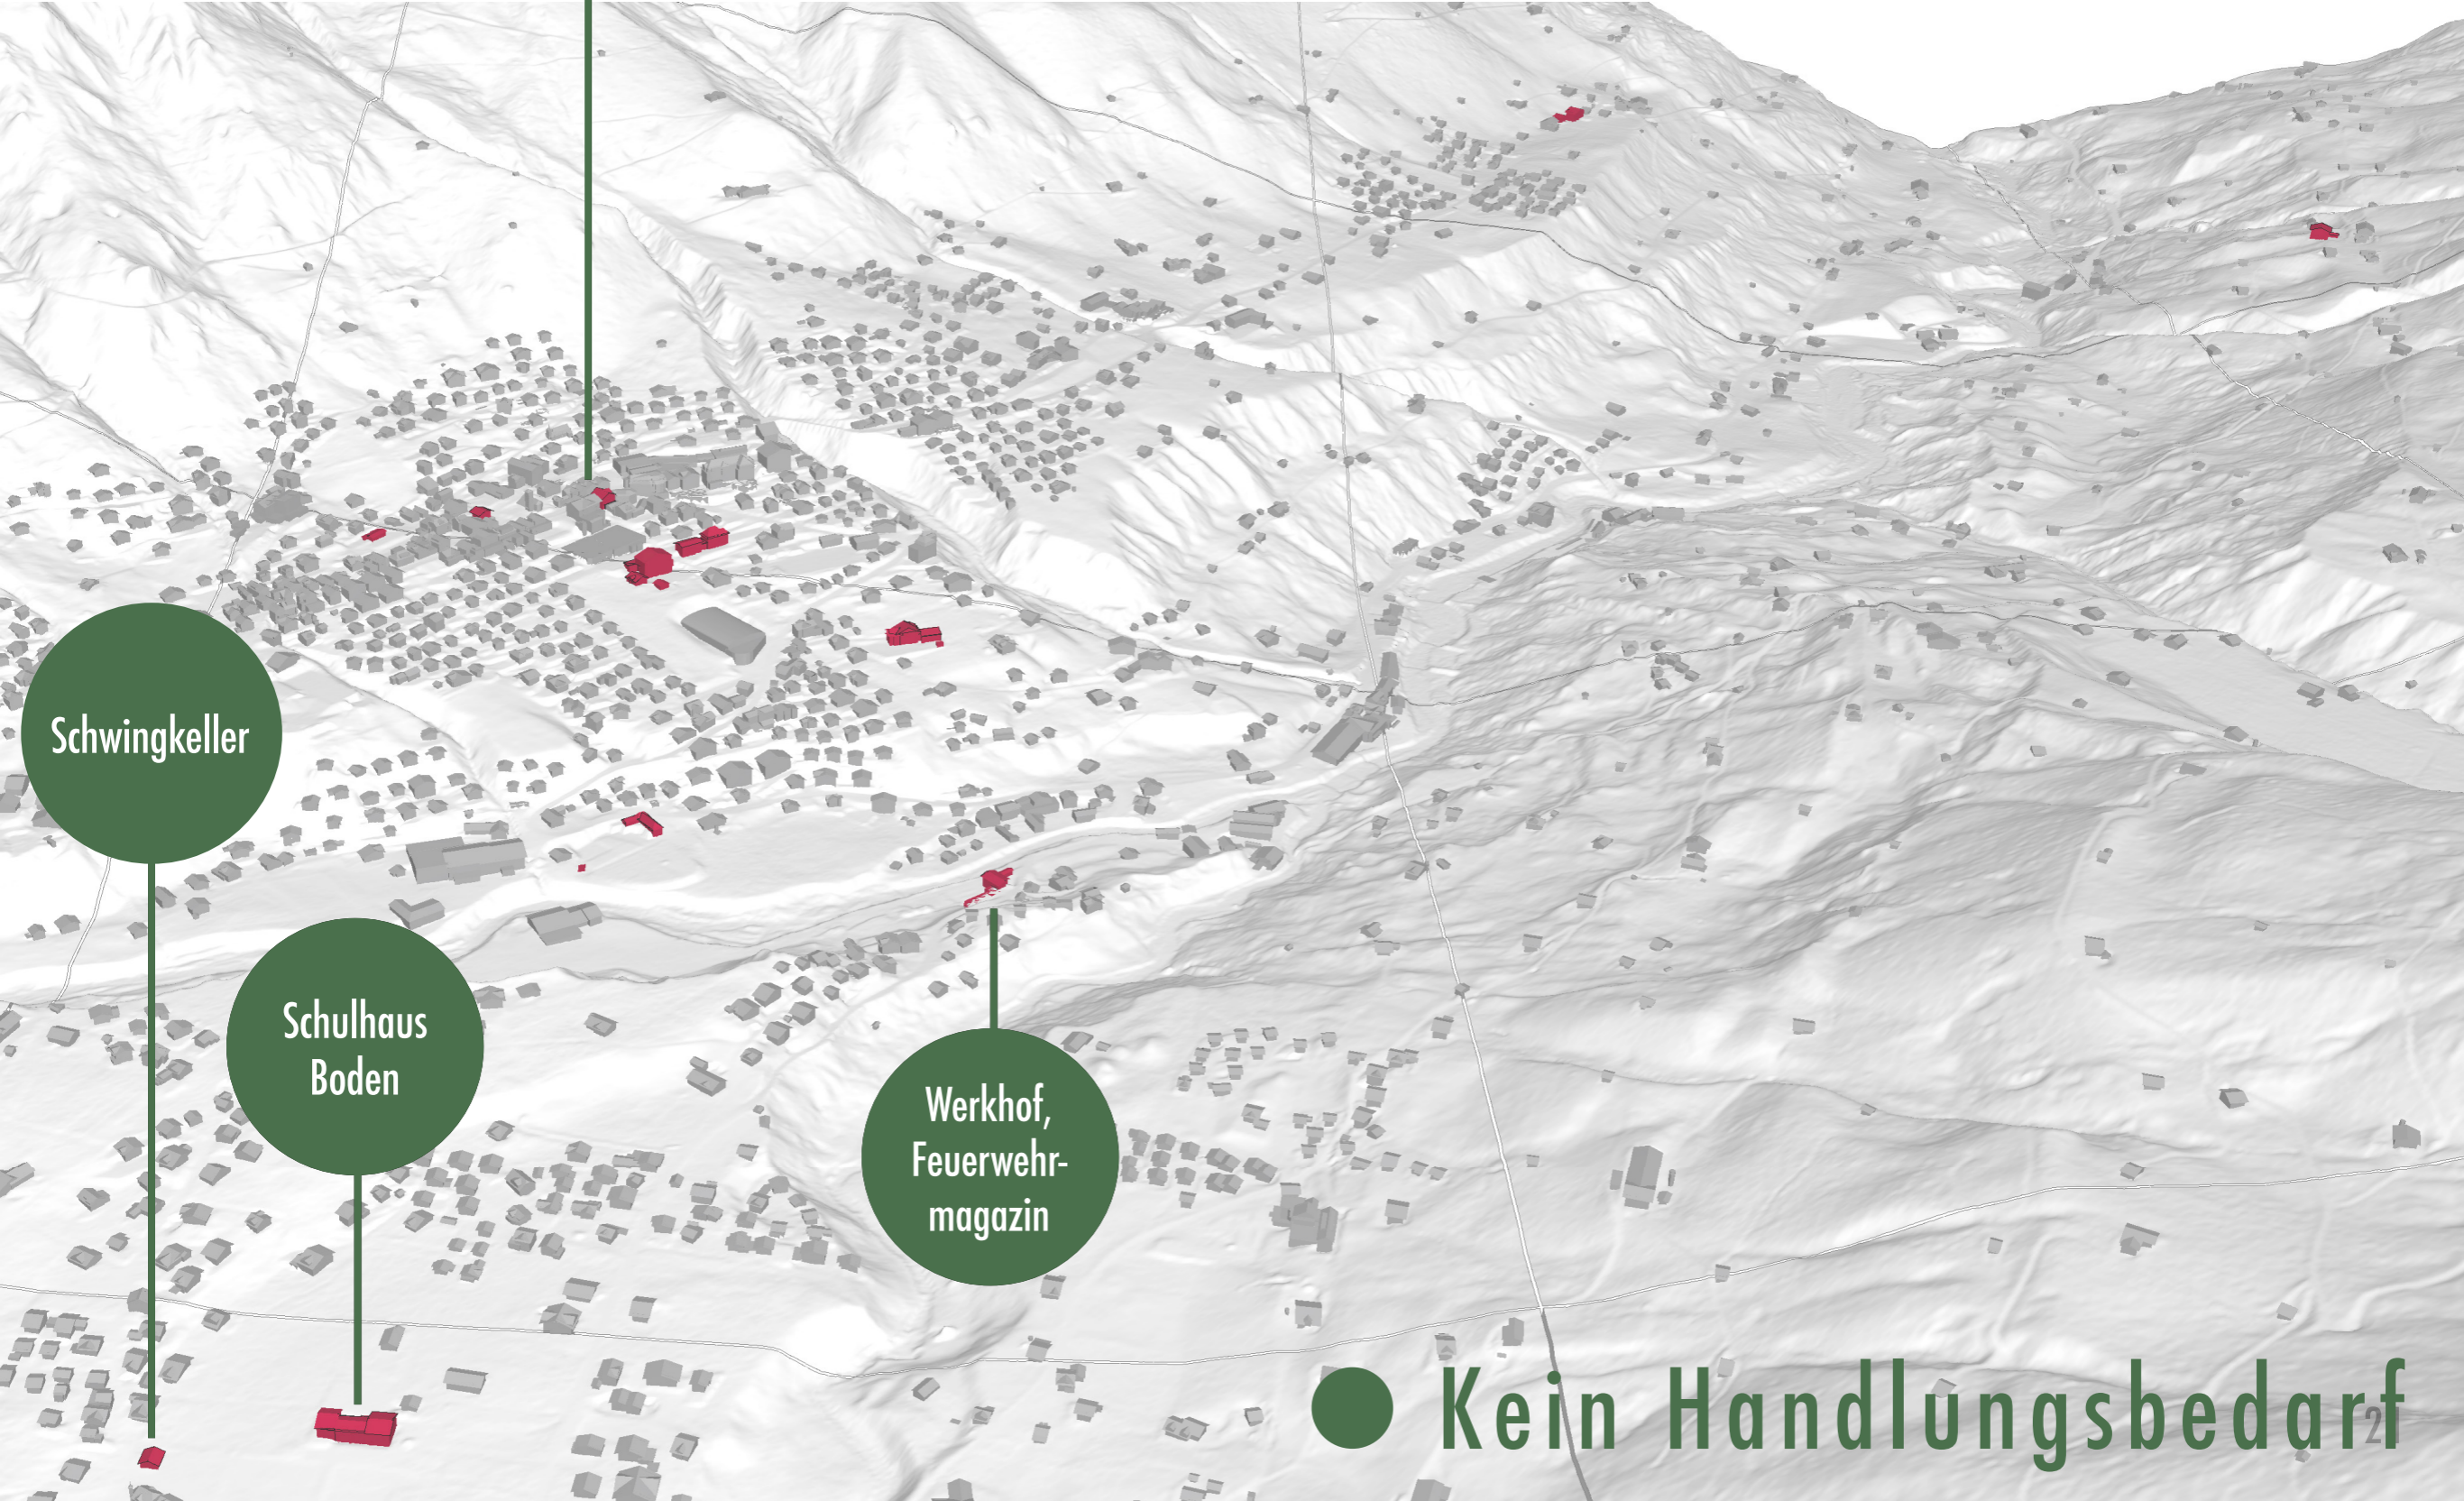 Schwingkeller
Schulhaus
Boden
Werkhof,
Feuerwehr-
magazin
Kein Handlungsbedarf